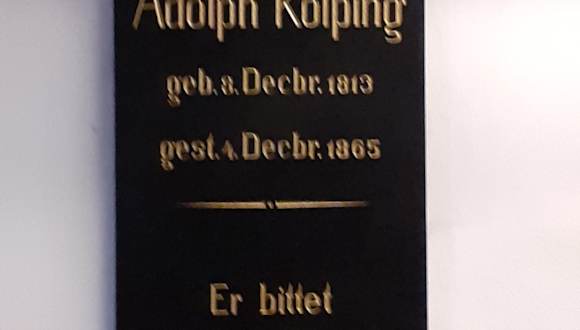 Adolph Kolping
geb. 8. Decbr. 1813
gest. 4. Decbr. 1865
Er bittet